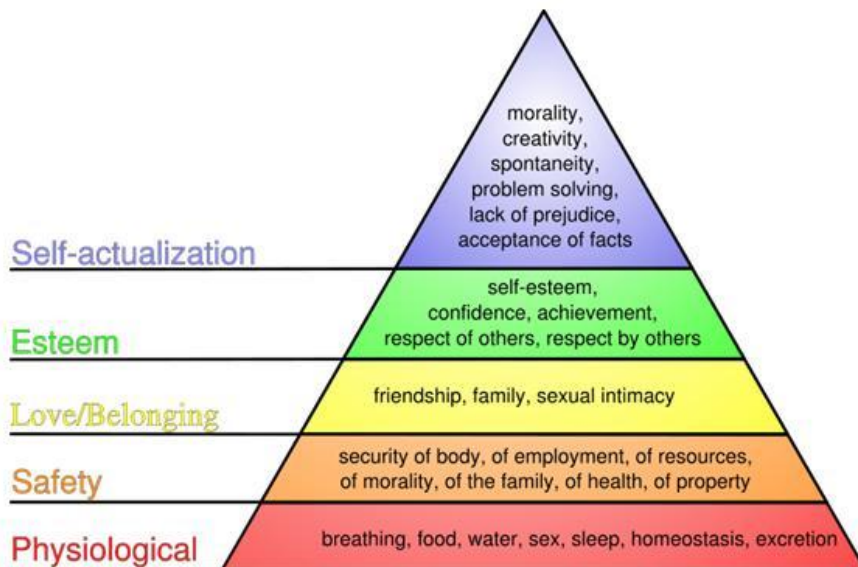 morality,
creativity,
spontaneity,
problem solving,
lack of prejudice,
acceptance of facts
Self-actualization
self-esteem,
confidence, achievement,
respect of others, respect by others
Esteem
friendship, family, sexual intimacy
Love/Belonging
security of body, of employment, of resources,
of morality, of the family, of health, of property
Safety
breathing, food, water, sex, sleep, homeostasis, excretion
Physiological